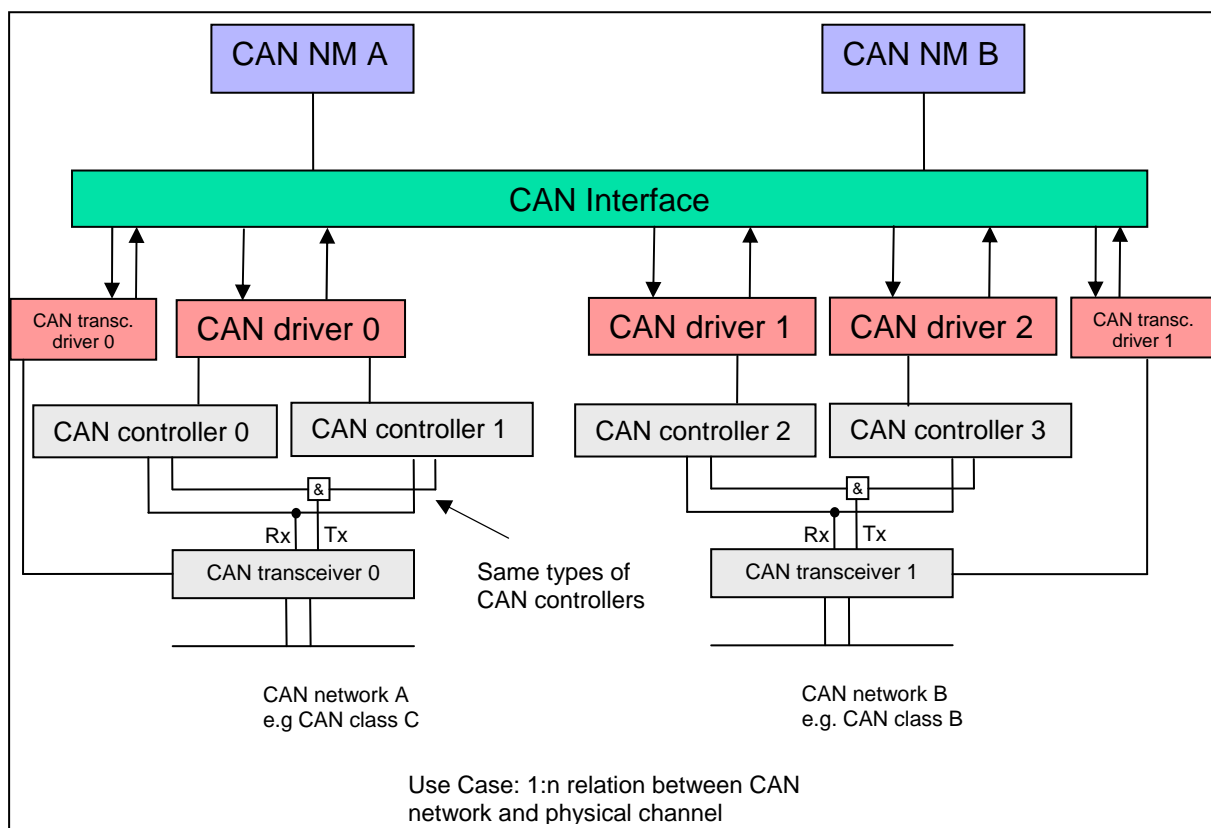 CAN NM A
CAN NM B
CAN Interface
CAN transc.
driver 0
CAN driver 0
CAN driver 1
CAN driver 2
CAN transc.
driver 1
CAN controller 0
CAN controller 1
CAN controller 2
CAN controller 3
&
&
Rx
Tx
Rx
Tx
CAN transceiver 0
CAN transceiver 1
Same types of
CAN controllers
CAN network A
e.g CAN class C
CAN network B
e.g. CAN class B
Use Case: 1:n relation between CAN
network and physical channel